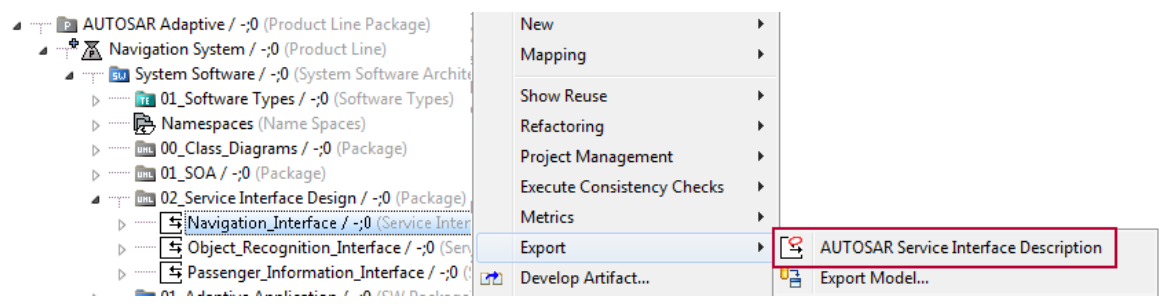 AUTOSAR Adaptive / -;0 (Product Line Package)
Navigation System / -;0 (Product Line)
System Software / -;0 (System Software Archite
01_Software Types / -;0 (Software Types)
Namespaces (Name Spaces)
00_Class_Diagrams / -;0 (Package)
01_SOA / -;0 (Package)
02_Service Interface Design / -;0 (Package)
Navigation_Interface / -;0 (Service Inter
Object_Recognition_Interface / -;0 (Ser
Passenger_Information_Interface / -;0 (
01_Adaptive Application / -;0 (SW Package
New
Mapping
Show Reuse
Refactoring
Project Management
Execute Consistency Checks
Metrics
Export
Develop Artifact...
AUTOSAR Service Interface Description
Export Model...